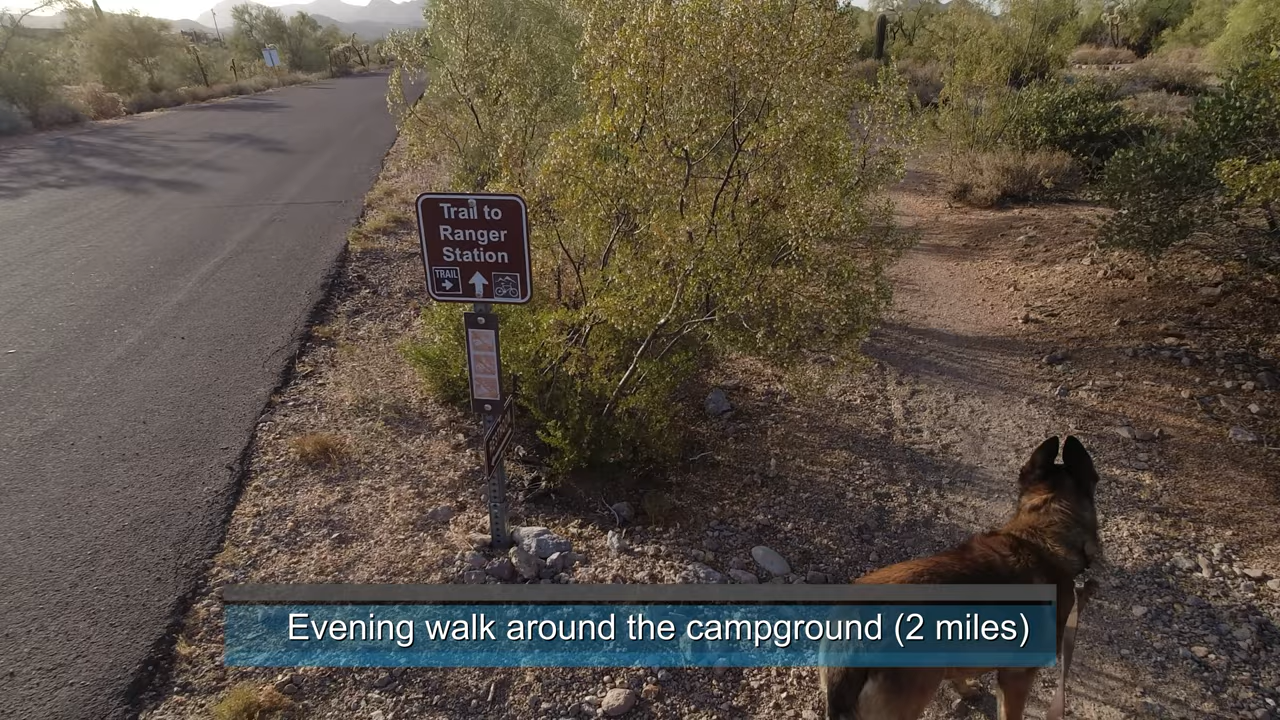 Trail to
Ranger
Station
TRAIL
Evening walk around the campground (2 miles)